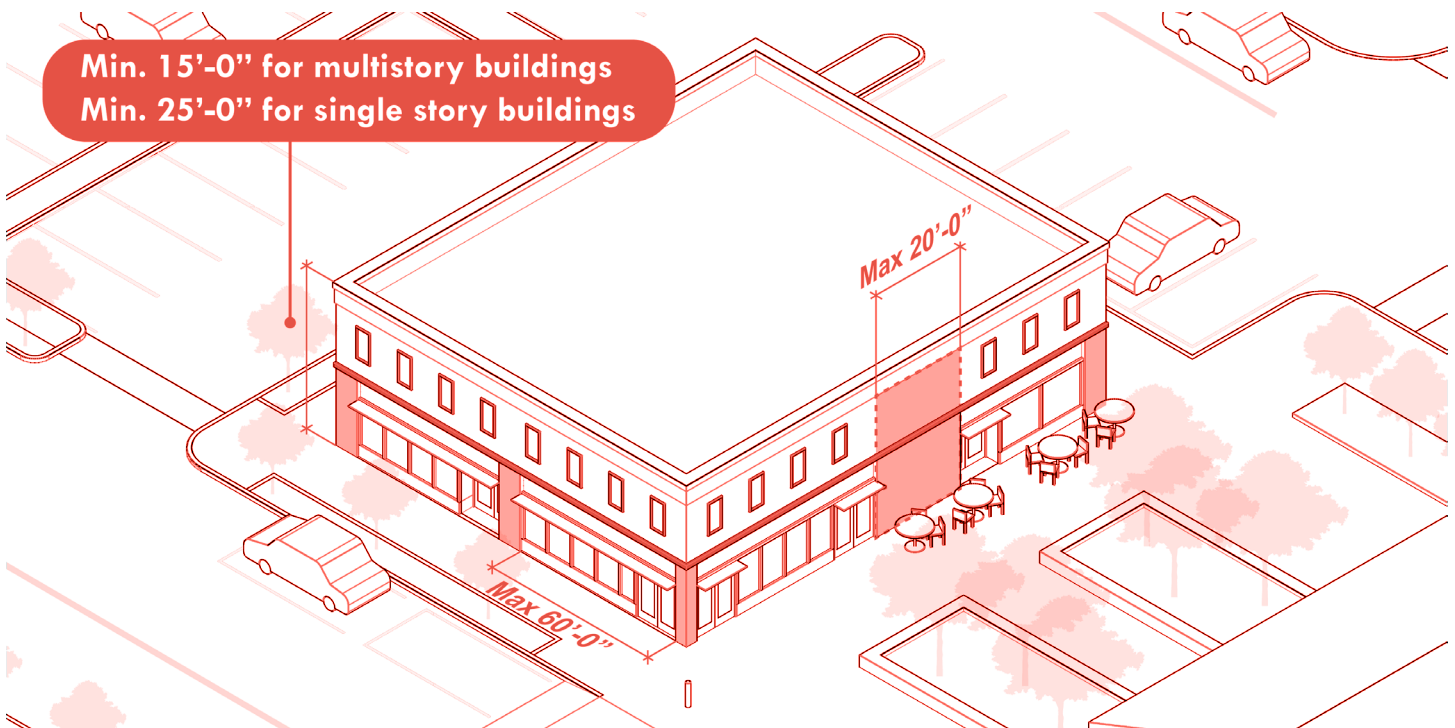 Min. 15’-0” for multistory buildings
Min. 25’-0” for single story buildings
Max 20’-0”
Max 60’-0”